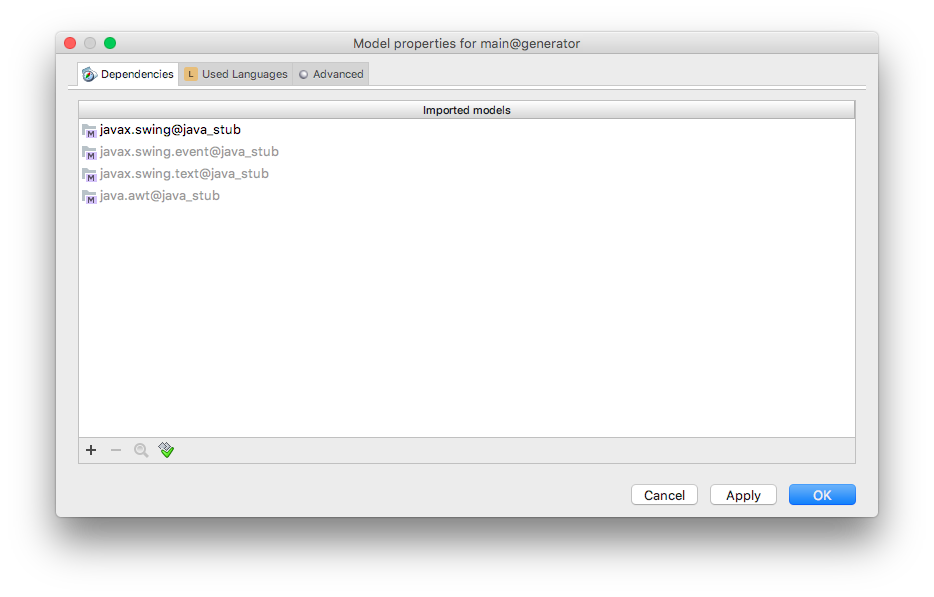 Model properties for main@generator
Dependencies
L Used Languages
Advanced
Imported models
M javax.swing@java_stub
M javax.swing.event@java_stub
M javax.swing.text@java_stub
M java.awt@java_stub
Cancel Apply OK